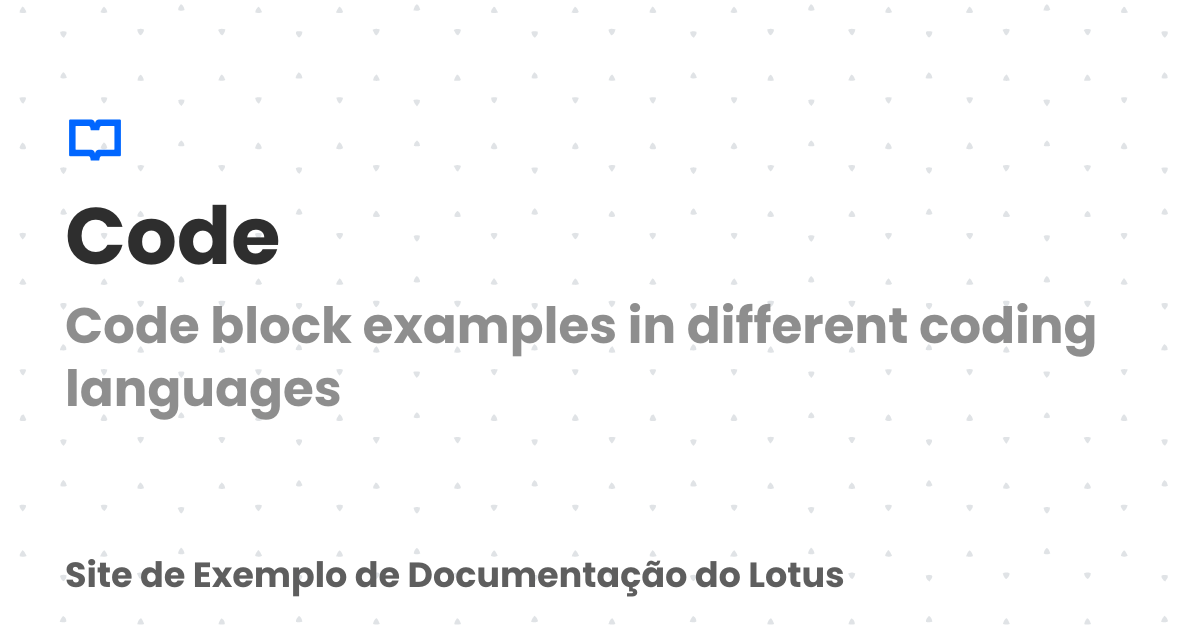 Code
Code block examples in different coding
languages
Site de Exemplo de Documentação do Lotus